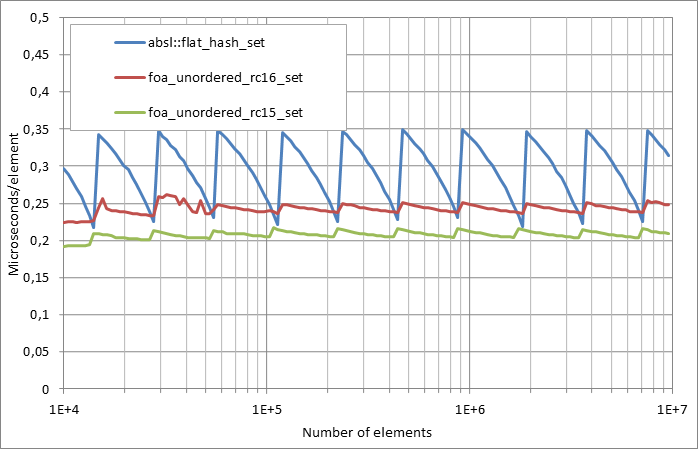 0,5
0,45
0,4
0,35
0,3
0,25
0,2
0,15
0,1
0,05
0
Microseconds/element
absl::flat_hash_set
foa_unordered_rc16_set
foa_unordered_rc15_set
1E+4 1E+5 1E+6 1E+7
Number of elements